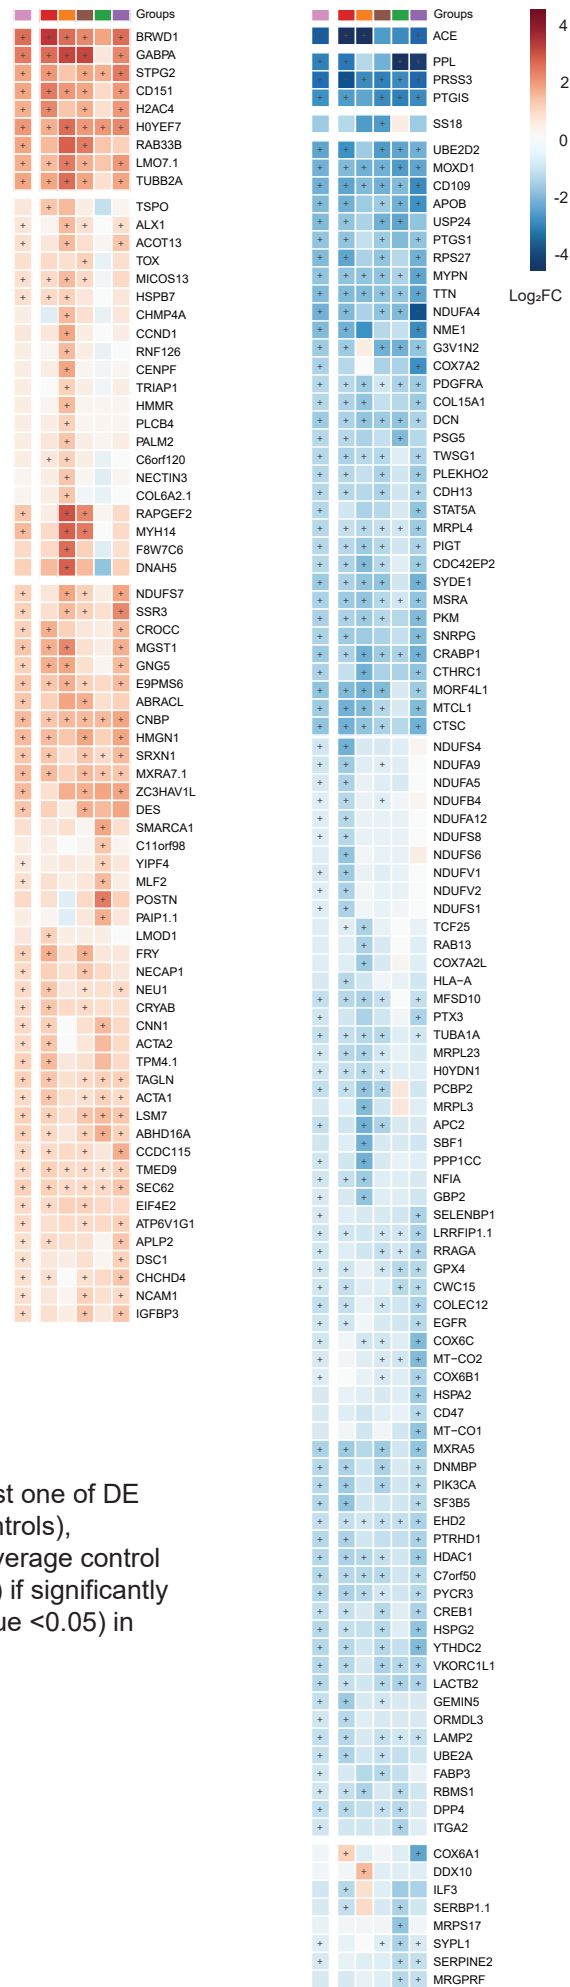 Groups
BRWD1
GABPA
STPG2
CD151
H2AC4
H0YEF7
RAB33B
LMO7.1
TUBB2A
TSPO
ALX1
ACOT13
TOX
MICOS13
HSPB7
CHMP4A
CCND1
RNF126
CENPF
TRIAP1
HMMR
PLCB4
PALM2
C6orf120
NECTIN3
COL6A2.1
RAPGEF2
MYH14
F8W7C6
DNAH5
NDUFS7
SSR3
CROCC
MGST1
GNG5
E9PMS6
ABRACL
CNBP
HMGN1
SRXN1
MXRA7.1
ZC3HAV1L
DES
SMARCA1
C11orf98
YIPF4
MLF2
POSTN
PAIP1.1
LMOD1
FRY
NECAP1
NEU1
CRYAB
CNN1
ACTA2
TPM4.1
TAGLN
ACTA1
LSM7
ABHD16A
CCDC115
TMED9
SEC62
EIF4E2
ATP6V1G1
APLP2
DSC1
CHCHD4
NCAM1
IGFBP3
st one of DE
ntrols),
verage control
) if significantly
ue <0.05) in
Groups
ACE
PPL
PRSS3
PTGIS
SS18
UBE2D2
MOXD1
CD109
APOB
USP24
PTGS1
RPS27
MYPN
TTN
NDUFA4
NME1
G3V1N2
COX7A2
PDGFRA
COL15A1
DCN
PSG5
TWSG1
PLEKHO2
CDH13
STAT5A
MRPL4
PIGT
CDC42EP2
SYDE1
MSRA
PKM
SNRPG
CRABP1
CTHRC1
MORF4L1
MTCL1
CTSC
NDUFS4
NDUFA9
NDUFA5
NDUFB4
NDUFA12
NDUFS8
NDUFS6
NDUFV1
NDUFV2
NDUFS1
TCF25
RAB13
COX7A2L
HLA−A
MFSD10
PTX3
TUBA1A
MRPL23
H0YDN1
PCBP2
MRPL3
APC2
SBF1
PPP1CC
NFIA
GBP2
SELENBP1
LRRFIP1.1
RRAGA
GPX4
CWC15
COLEC12
EGFR
COX6C
MT−CO2
COX6B1
HSPA2
CD47
MT−CO1
MXRA5
DNMBP
PIK3CA
SF3B5
EHD2
PTRHD1
HDAC1
C7orf50
PYCR3
CREB1
HSPG2
YTHDC2
VKORC1L1
LACTB2
GEMIN5
ORMDL3
LAMP2
UBE2A
FABP3
RBMS1
DPP4
ITGA2
COX6A1
DDX10
ILF3
SERBP1.1
MRPS17
SYPL1
SERPINE2
MRGPRF
4
2
0
-2
-4
Log₂FC